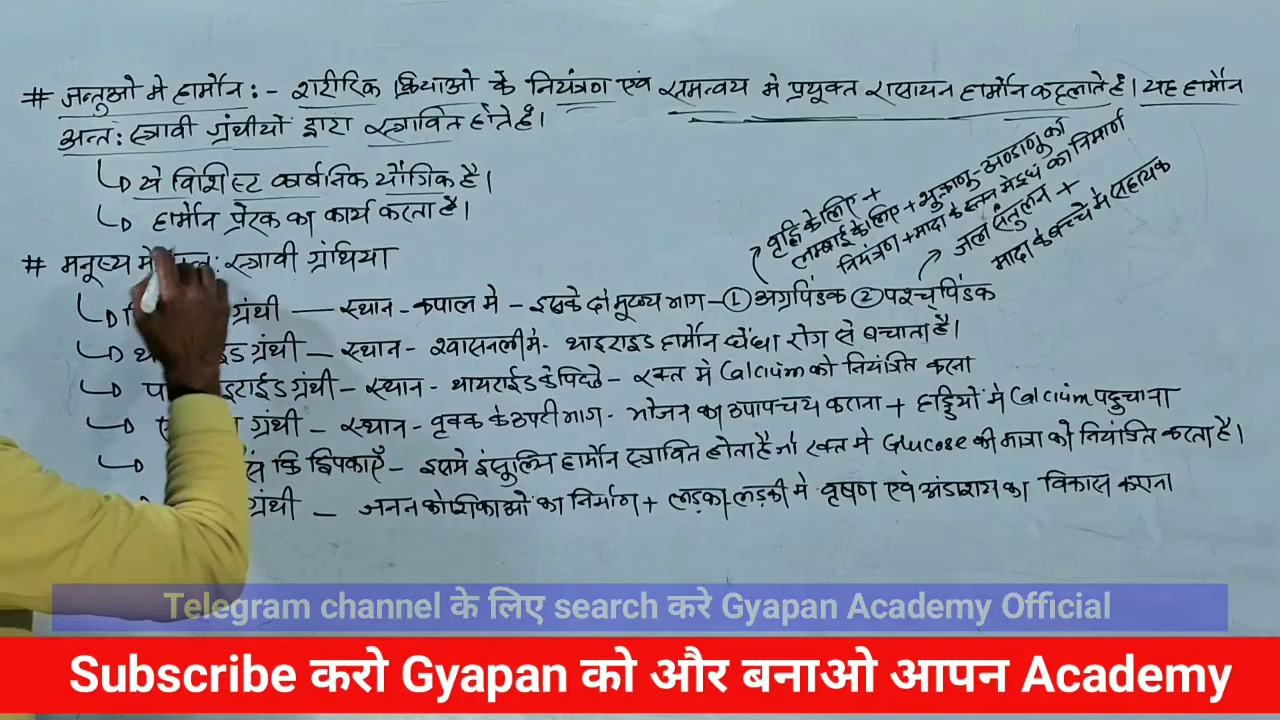 # जन्तुओ मे हार्मोन :- शारीरिक क्रियाओ के नियंत्रण एवं समन्वय मे प्रयुक्त रासायन हार्मोन कहलाते है। यह हार्मोन
अन्त: स्त्रावी ग्रंथीयों द्वारा स्त्रावित होते है।
ये विशिष्ट कार्बनिक यौगिक है।
हार्मोन प्रेरक का कार्य करता है।
वृद्धि के लिए +
लम्बाई के लिए + शुक्राणु-अण्डाणु का
नियंत्रण + मादा के स्तन मे दूध का निमार्ण
जल संतुलन +
मादा के बच्चे मे सहायक
# मनुष्य मे स्त्रावी ग्रंथिया
ग्रंथी — स्थान - कपाल मे - इसके दो मुख्य भाग - ① अग्रपिंडक ② पश्चपिंडक
ग्रंथी – स्थान - श्वासनली मे - थाइराइड हार्मोन घेंघा रोग से बचाता है।
ग्रंथी – स्थान - थायराईड के पिछे - रक्त मे Calcium को नियंत्रित करना
ग्रंथी – स्थान - वृक्क के उपरी भाग - भोजन का उपापचय कराना + हड्डियों मे Calcium पहुचाना
कि द्विपकाएँ - इसमे इंसुलिन हार्मोन स्त्रावित होता है जो रक्त मे Glucose की मात्रा को नियंत्रित करता है।
ग्रंथी – जनन कोशिकाओं का निर्माण + लड़का लड़की मे वृषण एवं अंडाशय का विकास कराना
Telegram channel के लिए search करे Gyapan Academy Official
Subscribe करो Gyapan को और बनाओ आपन Academy